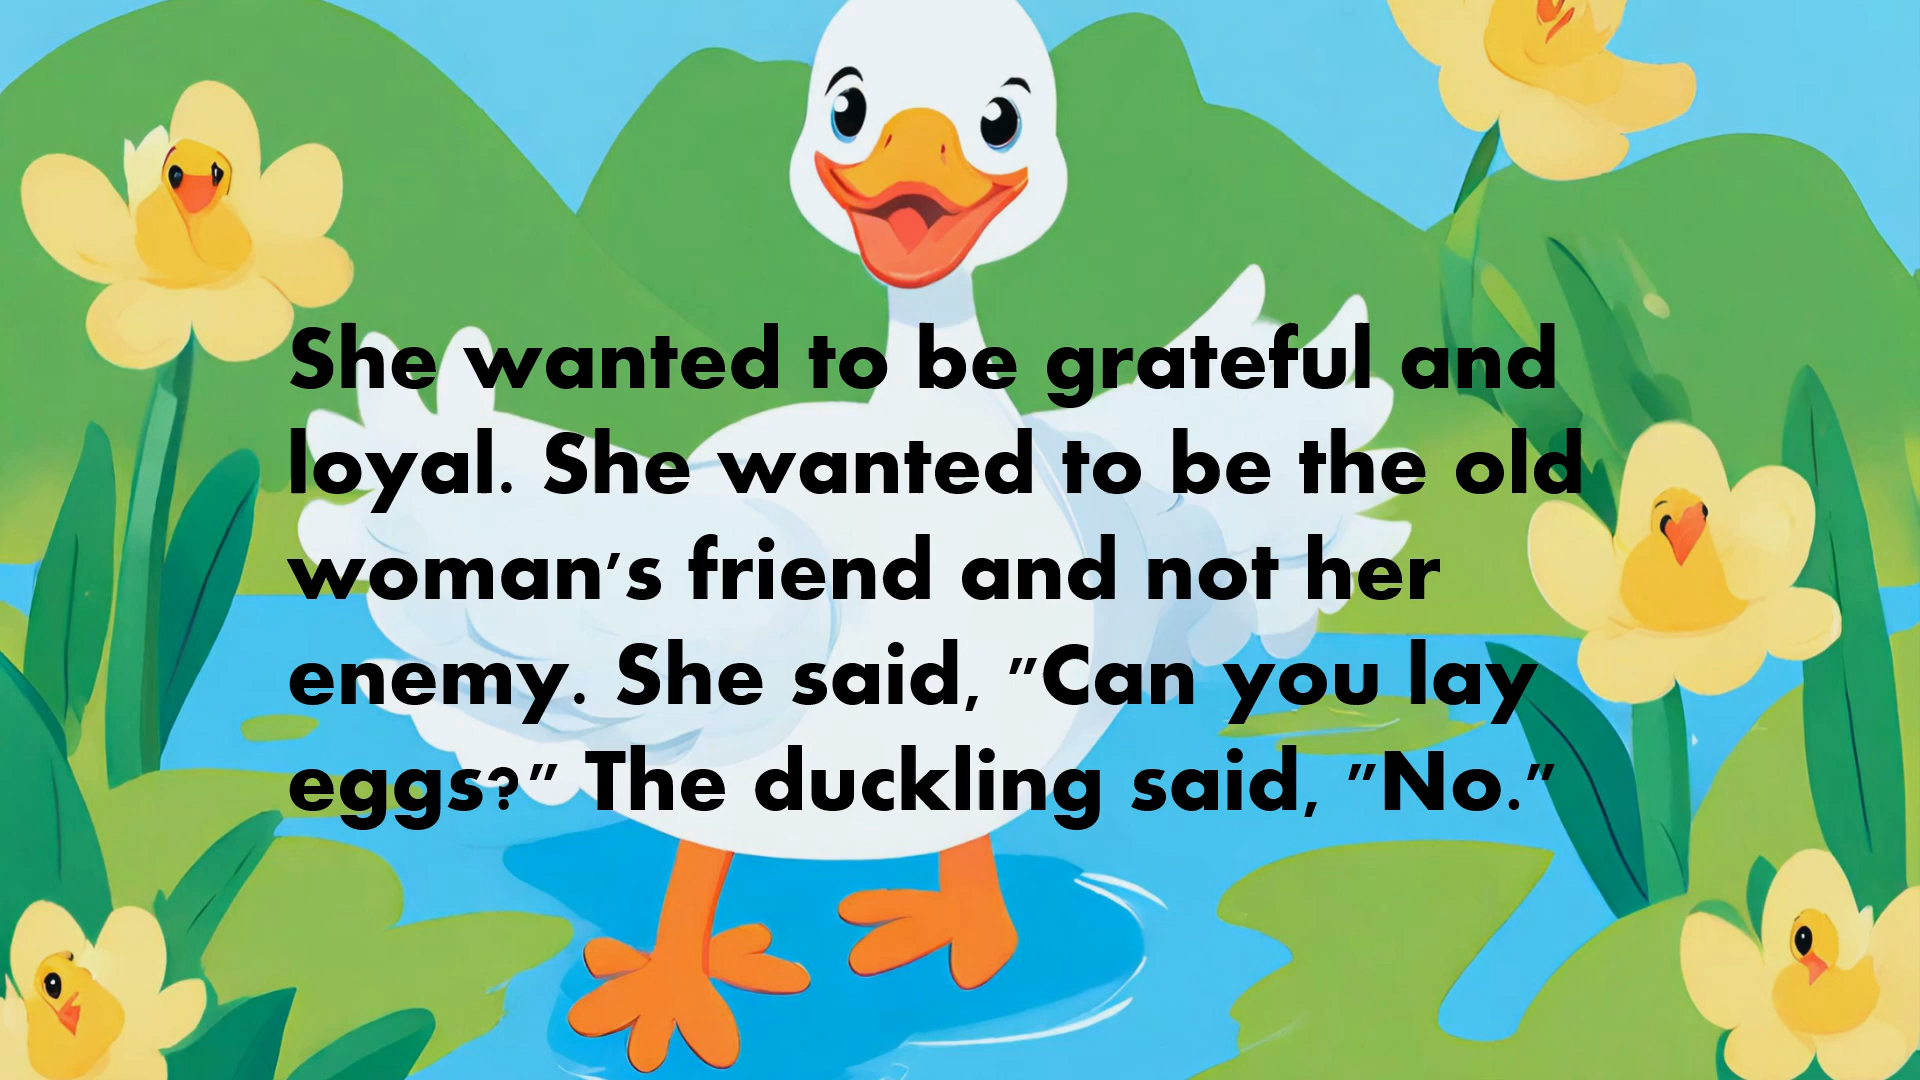 She wanted to be grateful and
loyal. She wanted to be the old
woman's friend and not her
enemy. She said, "Can you lay
eggs?" The duckling said, "No."